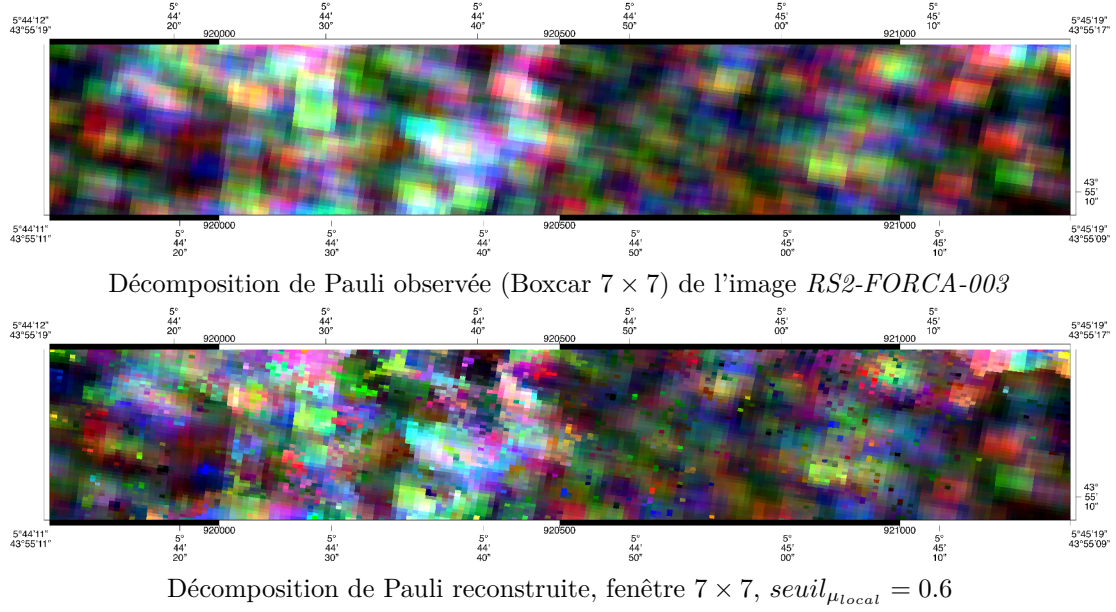 5° 5° 5° 5° 5° 5°
5°44'12" 44' 44' 44' 44' 45' 45' 5°45'19"
43°55'19" 20" 30" 40" 50" 00" 10" 43°55'17"
920000 920500 921000
43°
55'
10"
920000 920500 921000
5°44'11" 5° 5° 5° 5° 5° 5° 5°45'19"
43°55'11" 44' 44' 44' 44' 45' 45' 43°55'09"
20" 30" 40" 50" 00" 10"
Décomposition de Pauli observée (Boxcar 7 × 7) de l'image RS2-FORCA-003
5° 5° 5° 5° 5° 5°
5°44'12" 44' 44' 44' 44' 45' 45' 5°45'19"
43°55'19" 20" 30" 40" 50" 00" 10" 43°55'17"
920000 920500 921000
43°
55'
10"
920000 920500 921000
5°44'11" 5° 5° 5° 5° 5° 5° 5°45'19"
43°55'11" 44' 44' 44' 44' 45' 45' 43°55'09"
20" 30" 40" 50" 00" 10"
Décomposition de Pauli reconstruite, fenêtre 7 × 7, seuil_{μ_{local}} = 0.6